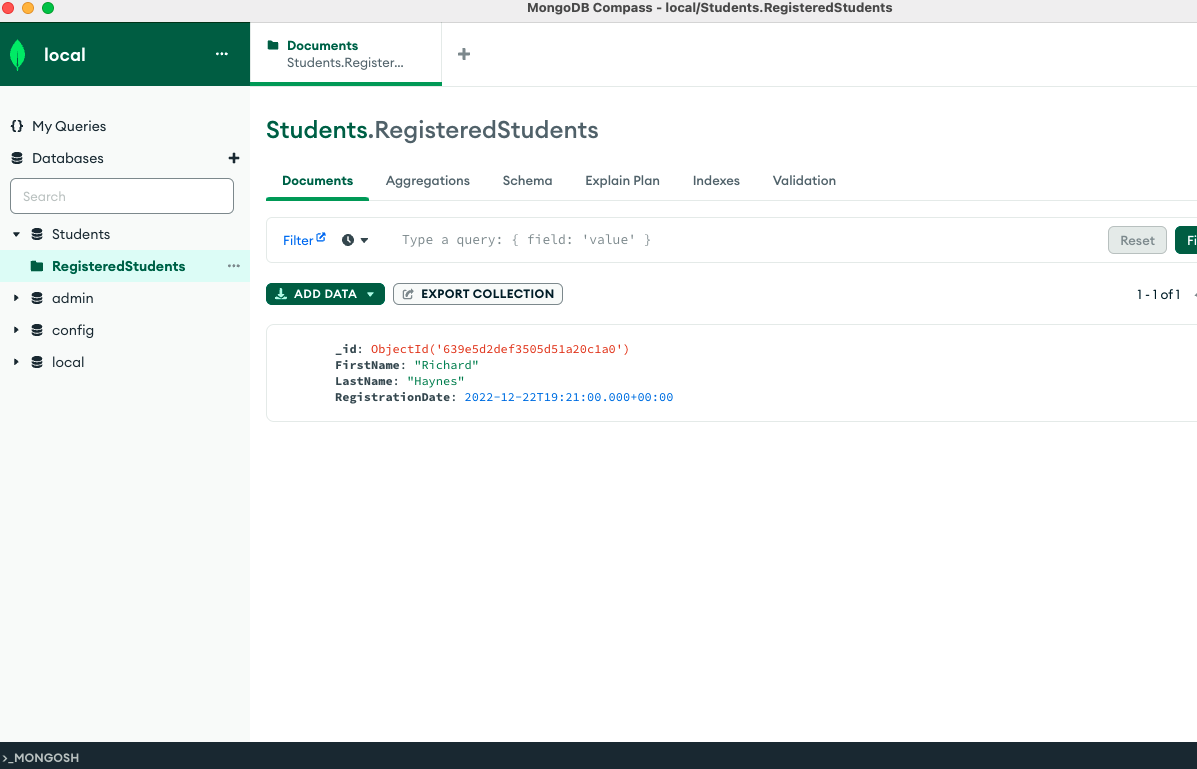 MongoDB Compass - local/Students.RegisteredStudents
local
Documents
Students.Register...
{} My Queries
Databases
Search
Students
RegisteredStudents
admin
config
local
Students.RegisteredStudents
Documents Aggregations Schema Explain Plan Indexes Validation
Filter Type a query: { field: 'value' } Reset Fi
ADD DATA EXPORT COLLECTION 1 - 1 of 1
_id: ObjectId('639e5d2def3505d51a20c1a0')
FirstName: "Richard"
LastName: "Haynes"
RegistrationDate: 2022-12-22T19:21:00.000+00:00
>_MONGOSH